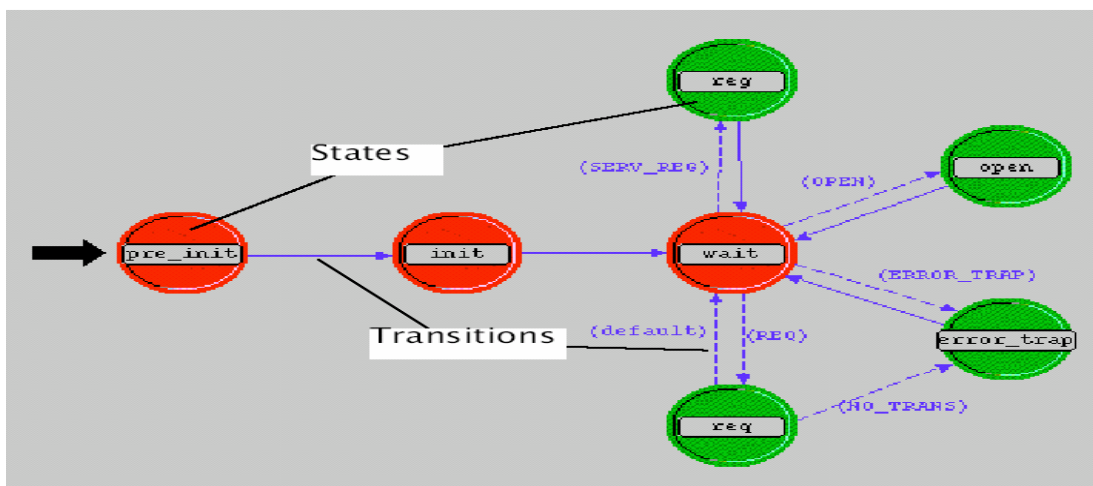 reg
States
(SERV_REG)
(OPEN)
open
pre_init
init
wait
(ERROR_TRAP)
Transitions
(default)
(REQ)
error_trap
(NO_TRANS)
req